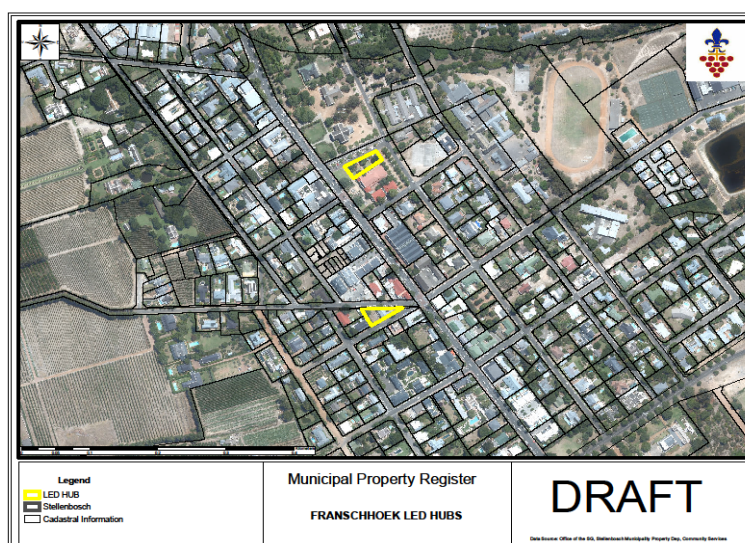 Legend
LED HUB
Stellenbosch
Cadastral Information
Municipal Property Register
FRANSCHHOEK LED HUBS
DRAFT
Data Source: Office of the SG, Stellenbosch Municipality Property Dep, Community Services